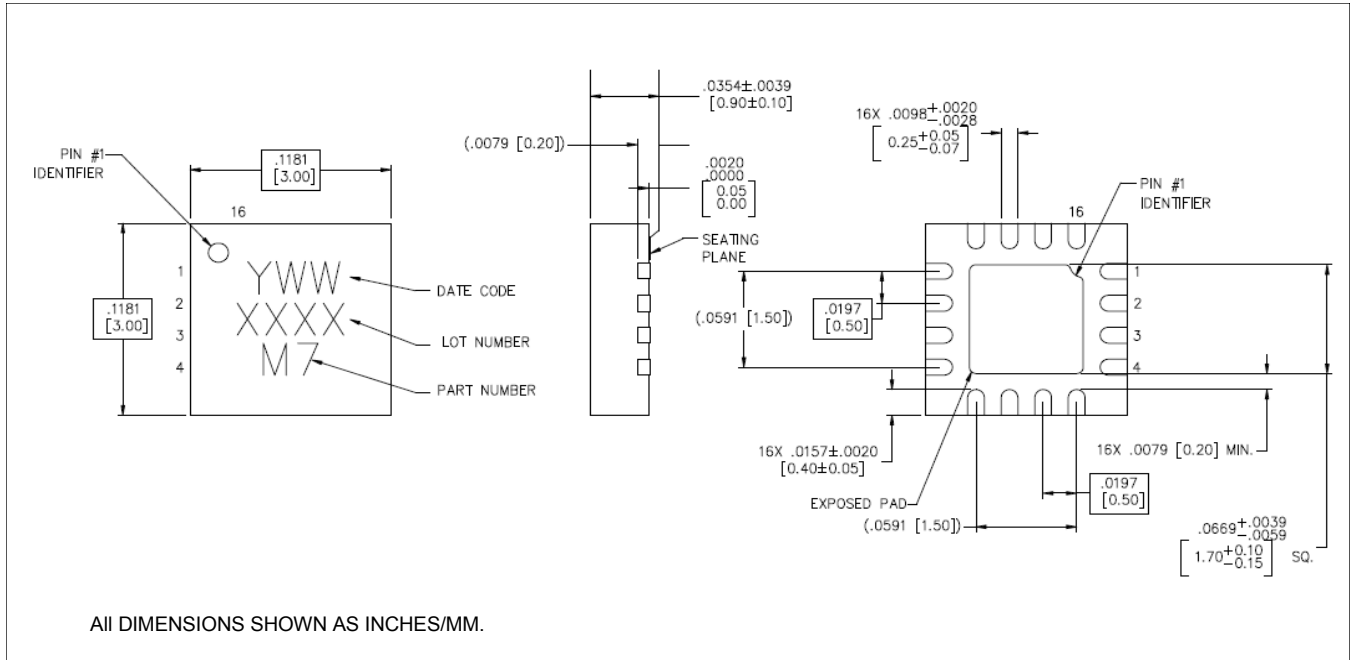 PIN #1
IDENTIFIER
.1181
[3.00]
16
1
2
3
4
.1181
[3.00]
YWW
XXXX
M7
DATE CODE
LOT NUMBER
PART NUMBER
.0354±.0039
[0.90±0.10]
(.0079 [0.20])
.0020
.0000
[0.05
0.00]
SEATING
PLANE
16X .0098+.0020
-.0028
[0.25+0.05
-0.07]
PIN #1
IDENTIFIER
16
1
2
3
4
(.0591 [1.50])
.0197
[0.50]
16X .0157±.0020
[0.40±0.05]
EXPOSED PAD
(.0591 [1.50])
16X .0079 [0.20] MIN.
.0197
[0.50]
.0669+.0039
-.0059
[1.70+0.10
-0.15] SQ.
All DIMENSIONS SHOWN AS INCHES/MM.